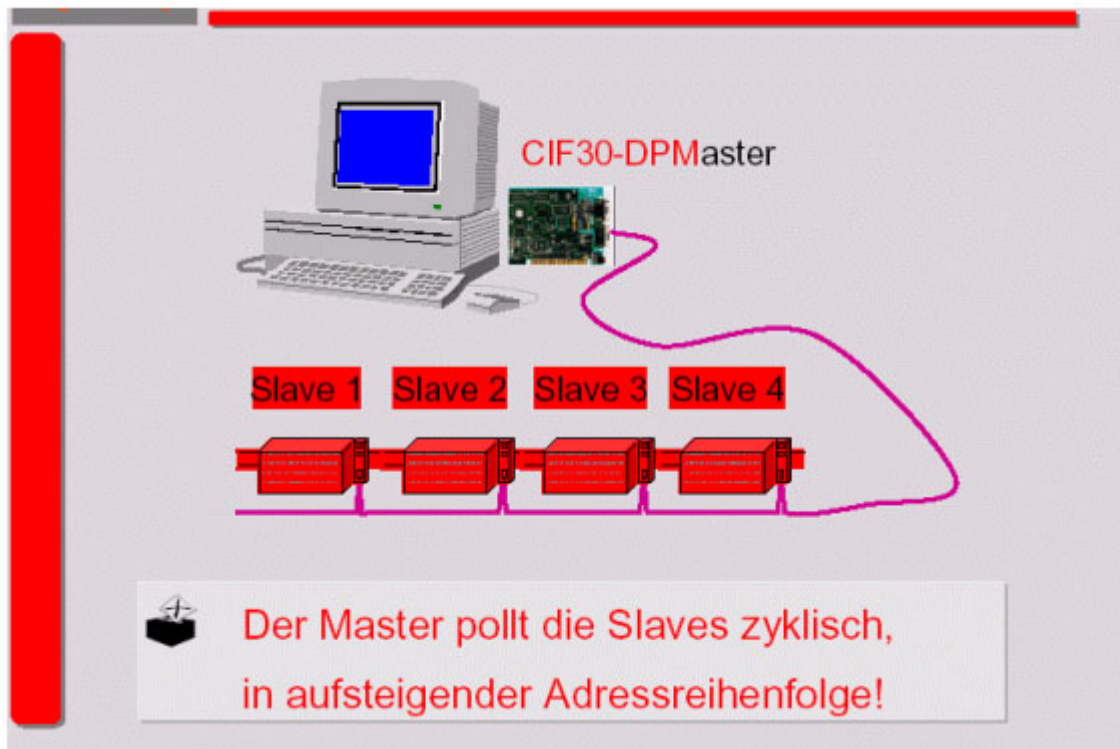 CIF30-DPMaster
Slave 1 Slave 2 Slave 3 Slave 4
Der Master pollt die Slaves zyklisch,
in aufsteigender Adressreihenfolge!